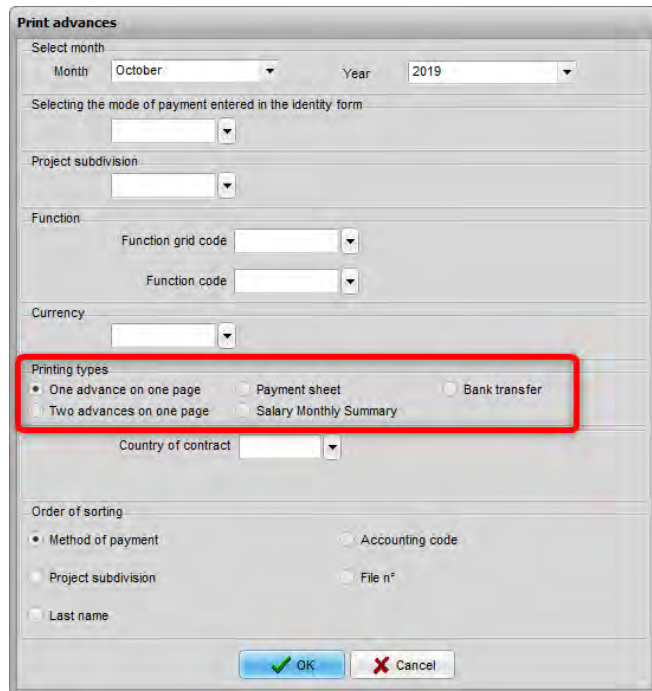 Print advances
Select month
Month October Year 2019
Selecting the mode of payment entered in the identity form
Project subdivision
Function
Function grid code
Function code
Currency
Printing types
One advance on one page Payment sheet Bank transfer
Two advances on one page Salary Monthly Summary
Country of contract
Order of sorting
Method of payment Accounting code
Project subdivision File n°
Last name
OK Cancel